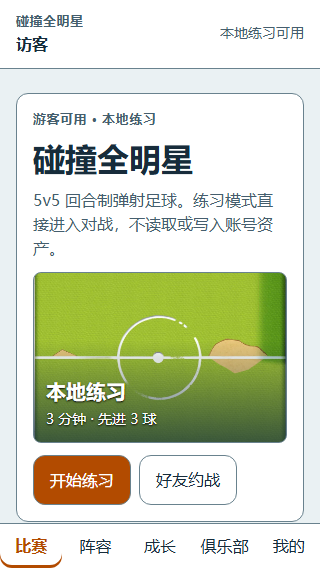 碰撞全明星
访客
本地练习可用
游客可用 • 本地练习
碰撞全明星
5v5 回合制弹射足球。练习模式直
接进入对战，不读取或写入账号资
产。
本地练习
3 分钟 · 先进 3 球
开始练习
好友约战
比赛
阵容
成长
俱乐部
我的